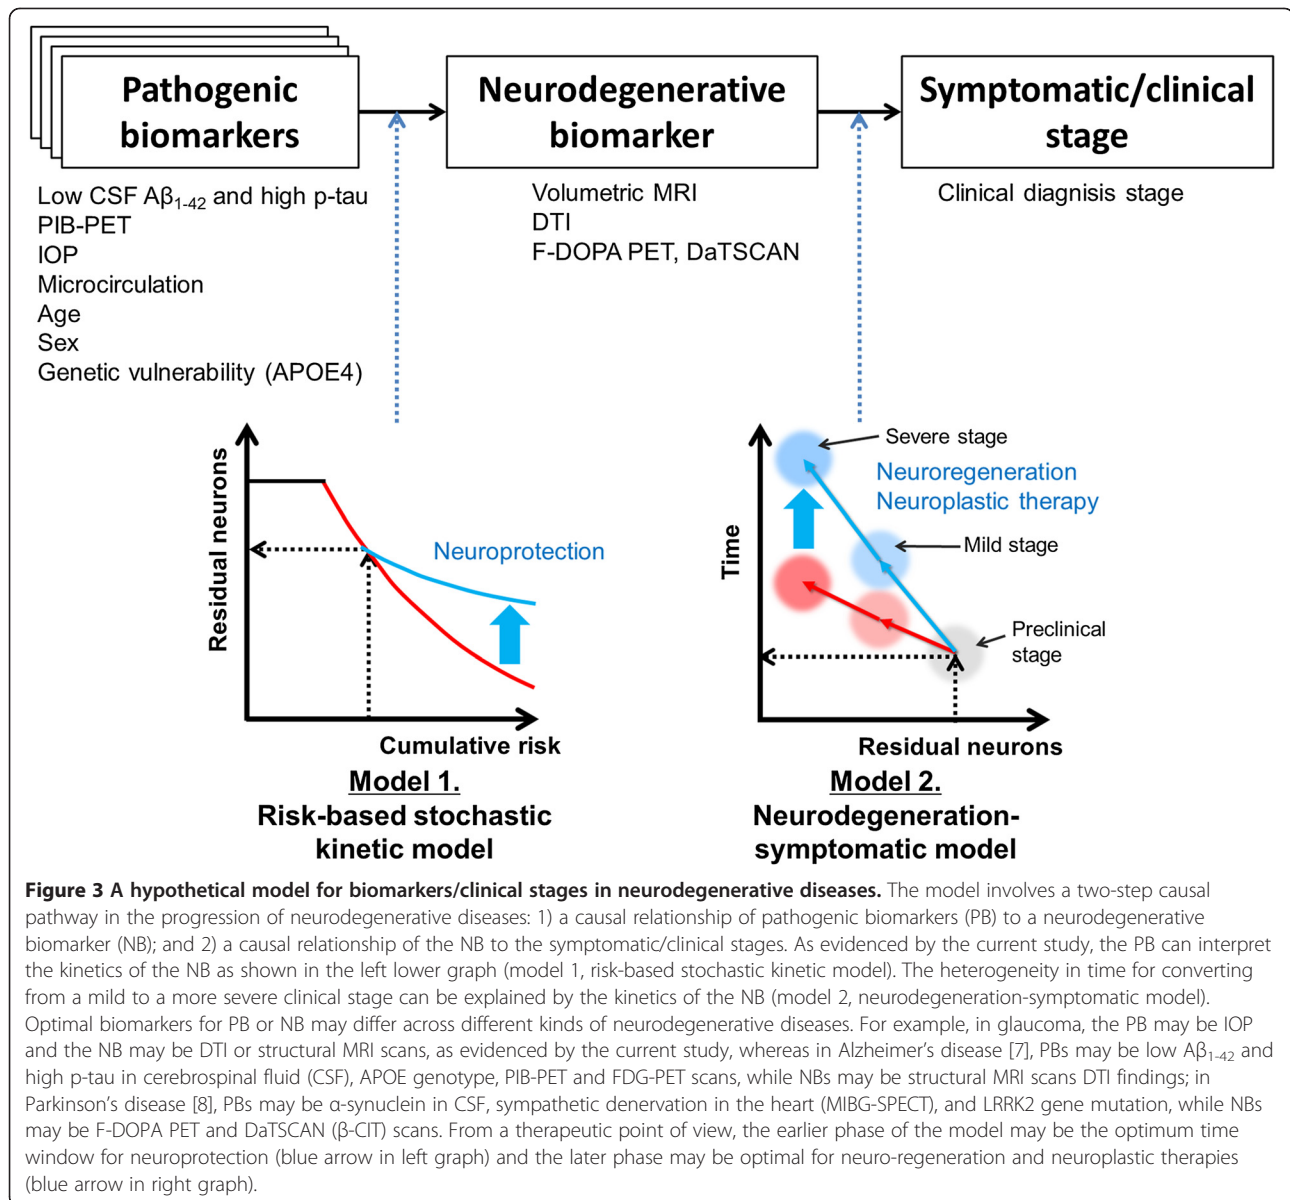 Pathogenic
biomarkers
Neurodegenerative
biomarker
Symptomatic/clinical
stage
Low CSF Aβ1-42 and high p-tau
PIB-PET
IOP
Microcirculation
Age
Sex
Genetic vulnerability (APOE4)
Volumetric MRI
DTI
F-DOPA PET, DaTSCAN
Clinical diagnisis stage
Residual neurons
Neuroprotection
Cumulative risk
Model 1.
Risk-based stochastic
kinetic model
Time
Severe stage
Neuroregeneration
Neuroplastic therapy
Mild stage
Preclinical
stage
Residual neurons
Model 2.
Neurodegeneration-
symptomatic model
Figure 3 A hypothetical model for biomarkers/clinical stages in neurodegenerative diseases. The model involves a two-step causal
pathway in the progression of neurodegenerative diseases: 1) a causal relationship of pathogenic biomarkers (PB) to a neurodegenerative
biomarker (NB); and 2) a causal relationship of the NB to the symptomatic/clinical stages. As evidenced by the current study, the PB can interpret
the kinetics of the NB as shown in the left lower graph (model 1, risk-based stochastic kinetic model). The heterogeneity in time for converting
from a mild to a more severe clinical stage can be explained by the kinetics of the NB (model 2, neurodegeneration-symptomatic model).
Optimal biomarkers for PB or NB may differ across different kinds of neurodegenerative diseases. For example, in glaucoma, the PB may be IOP
and the NB may be DTI or structural MRI scans, as evidenced by the current study, whereas in Alzheimer's disease [7], PBs may be low Aβ1-42 and
high p-tau in cerebrospinal fluid (CSF), APOE genotype, PIB-PET and FDG-PET scans, while NBs may be structural MRI scans DTI findings; in
Parkinson's disease [8], PBs may be α-synuclein in CSF, sympathetic denervation in the heart (MIBG-SPECT), and LRRK2 gene mutation, while NBs
may be F-DOPA PET and DaTSCAN (β-CIT) scans. From a therapeutic point of view, the earlier phase of the model may be the optimum time
window for neuroprotection (blue arrow in left graph) and the later phase may be optimal for neuro-regeneration and neuroplastic therapies
(blue arrow in right graph).